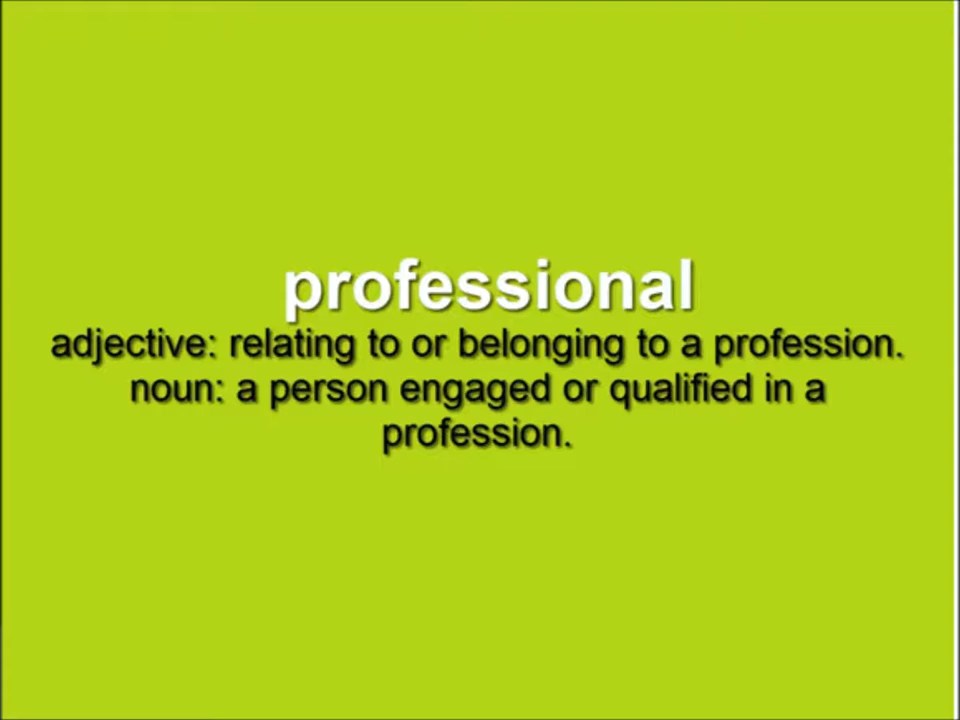 professional
adjective: relating to or belonging to a profession.
noun: a person engaged or qualified in a
profession.